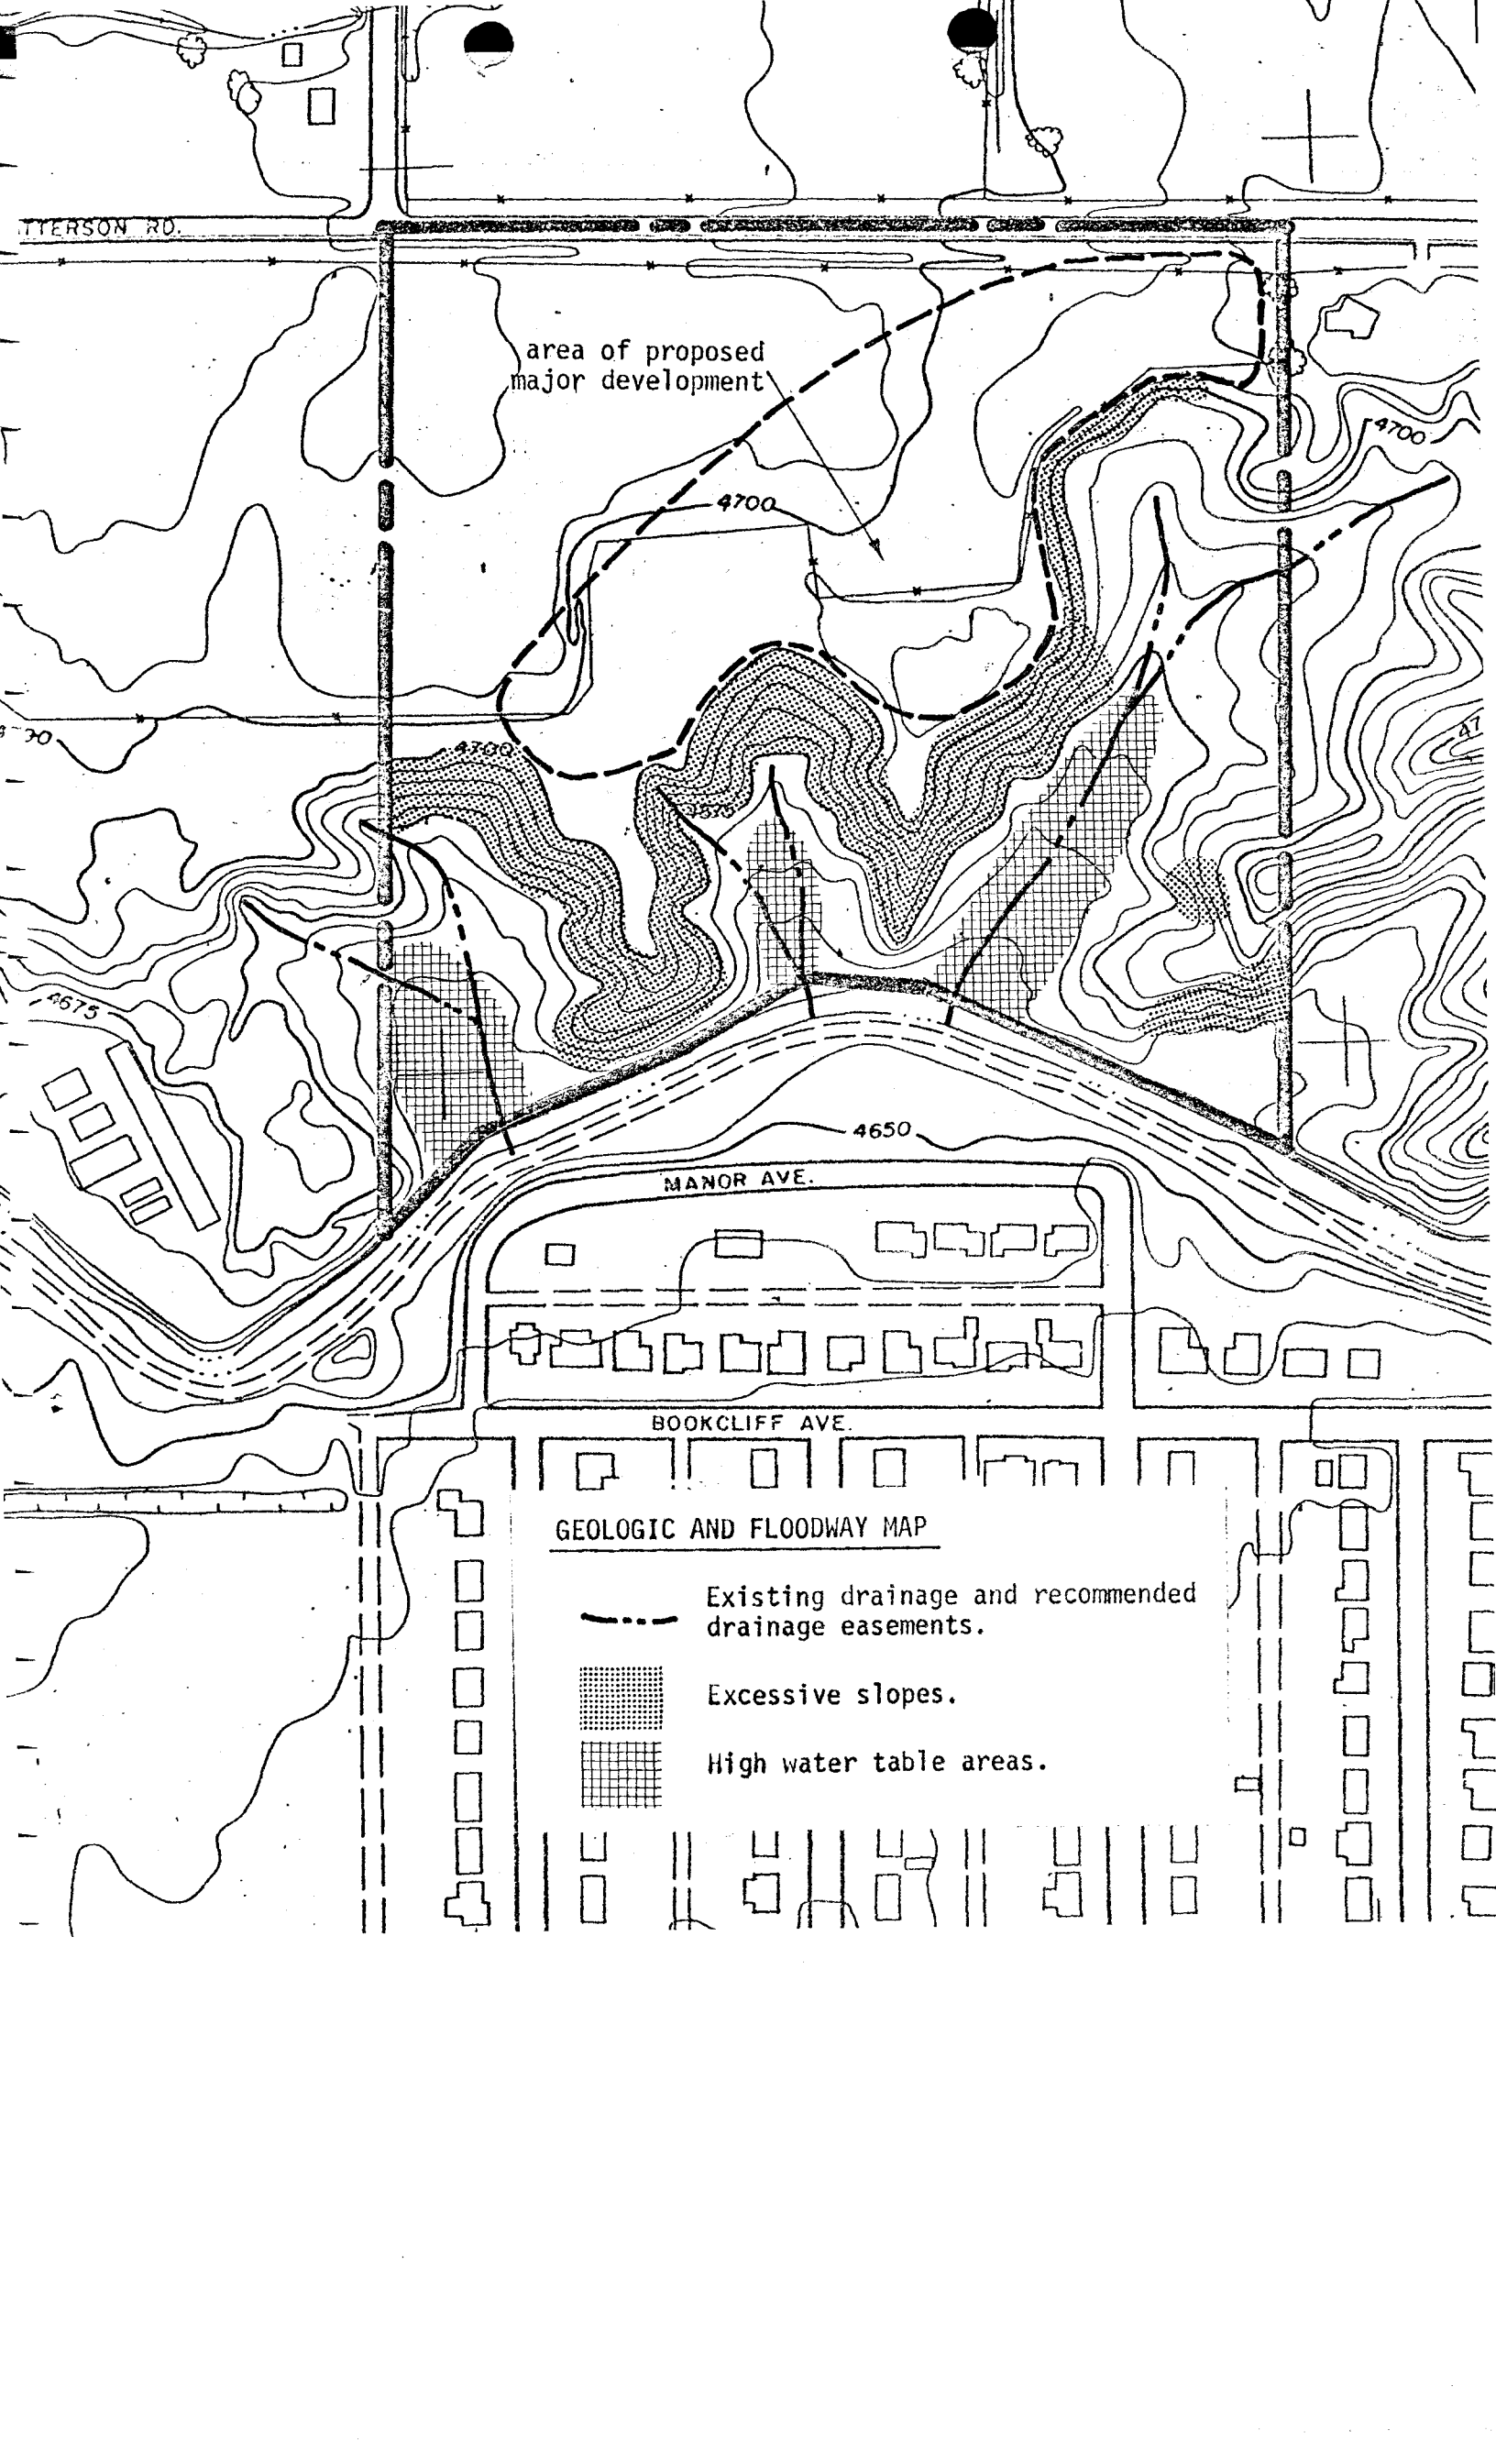 TTERSON RD.
area of proposed
major development
4700
4700
4700
4675
4575
4650
MANOR AVE.
BOOKCLIFF AVE.
GEOLOGIC AND FLOODWAY MAP
Existing drainage and recommended
drainage easements.
Excessive slopes.
High water table areas.